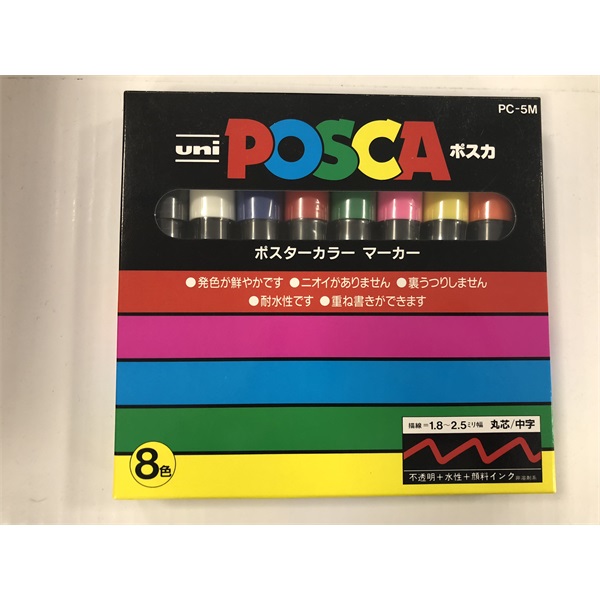 PC-5M
uni POSCA ポスカ
ポスターカラー マーカー
●発色が鮮やかです ●ニオイがありません ●裏うつりしません
●耐水性です ●重ね書きができます
描線=1.8〜2.5ミリ幅 丸芯/中字
8色
不透明+水性+顔料インク